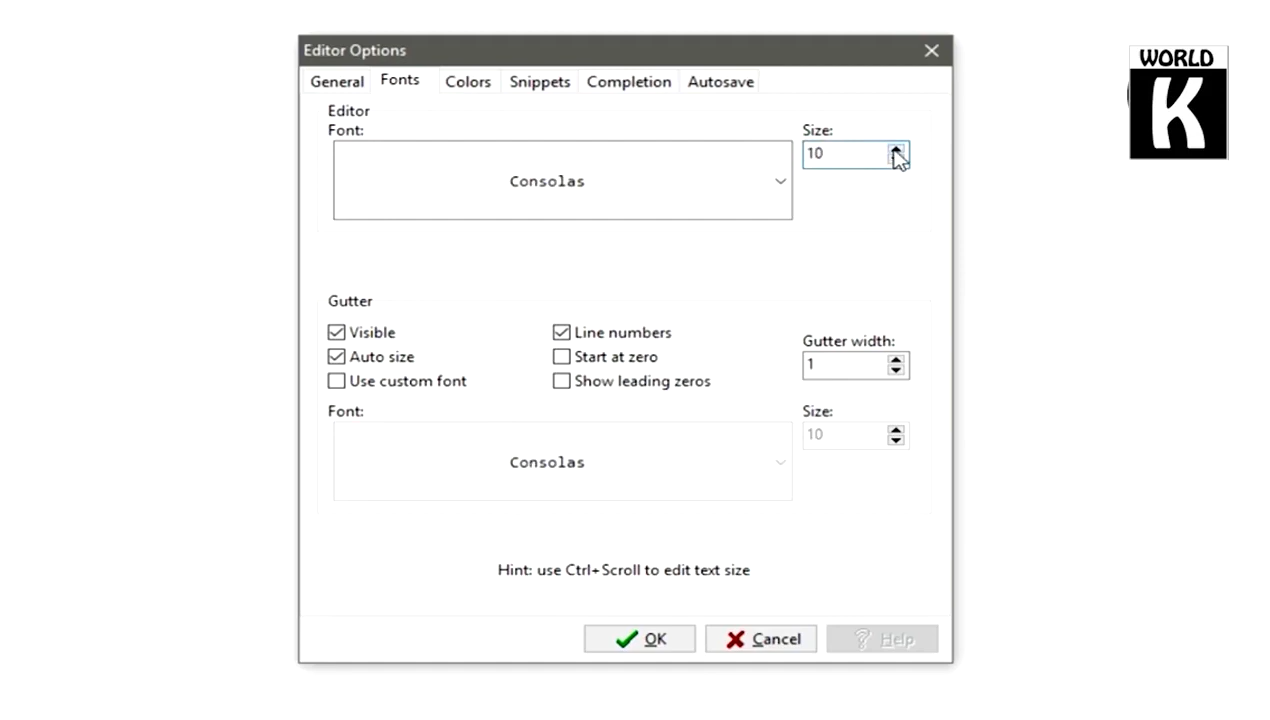 Editor Options
General Fonts Colors Snippets Completion Autosave
WORLD
K
Editor
Font: Size:
Consolas 10
Gutter
Visible Line numbers
Auto size Start at zero
Use custom font Show leading zeros
Gutter width:
1
Font: Size:
Consolas 10
Hint: use Ctrl+Scroll to edit text size
OK Cancel Help